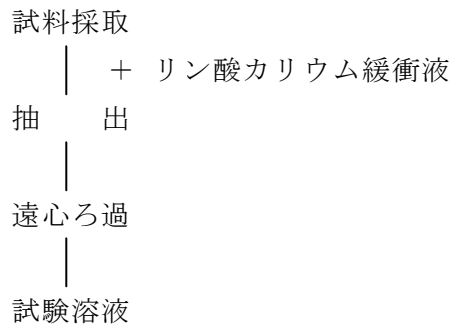 試料採取
+ リン酸カリウム緩衝液
抽　　出
遠心ろ過
試験溶液